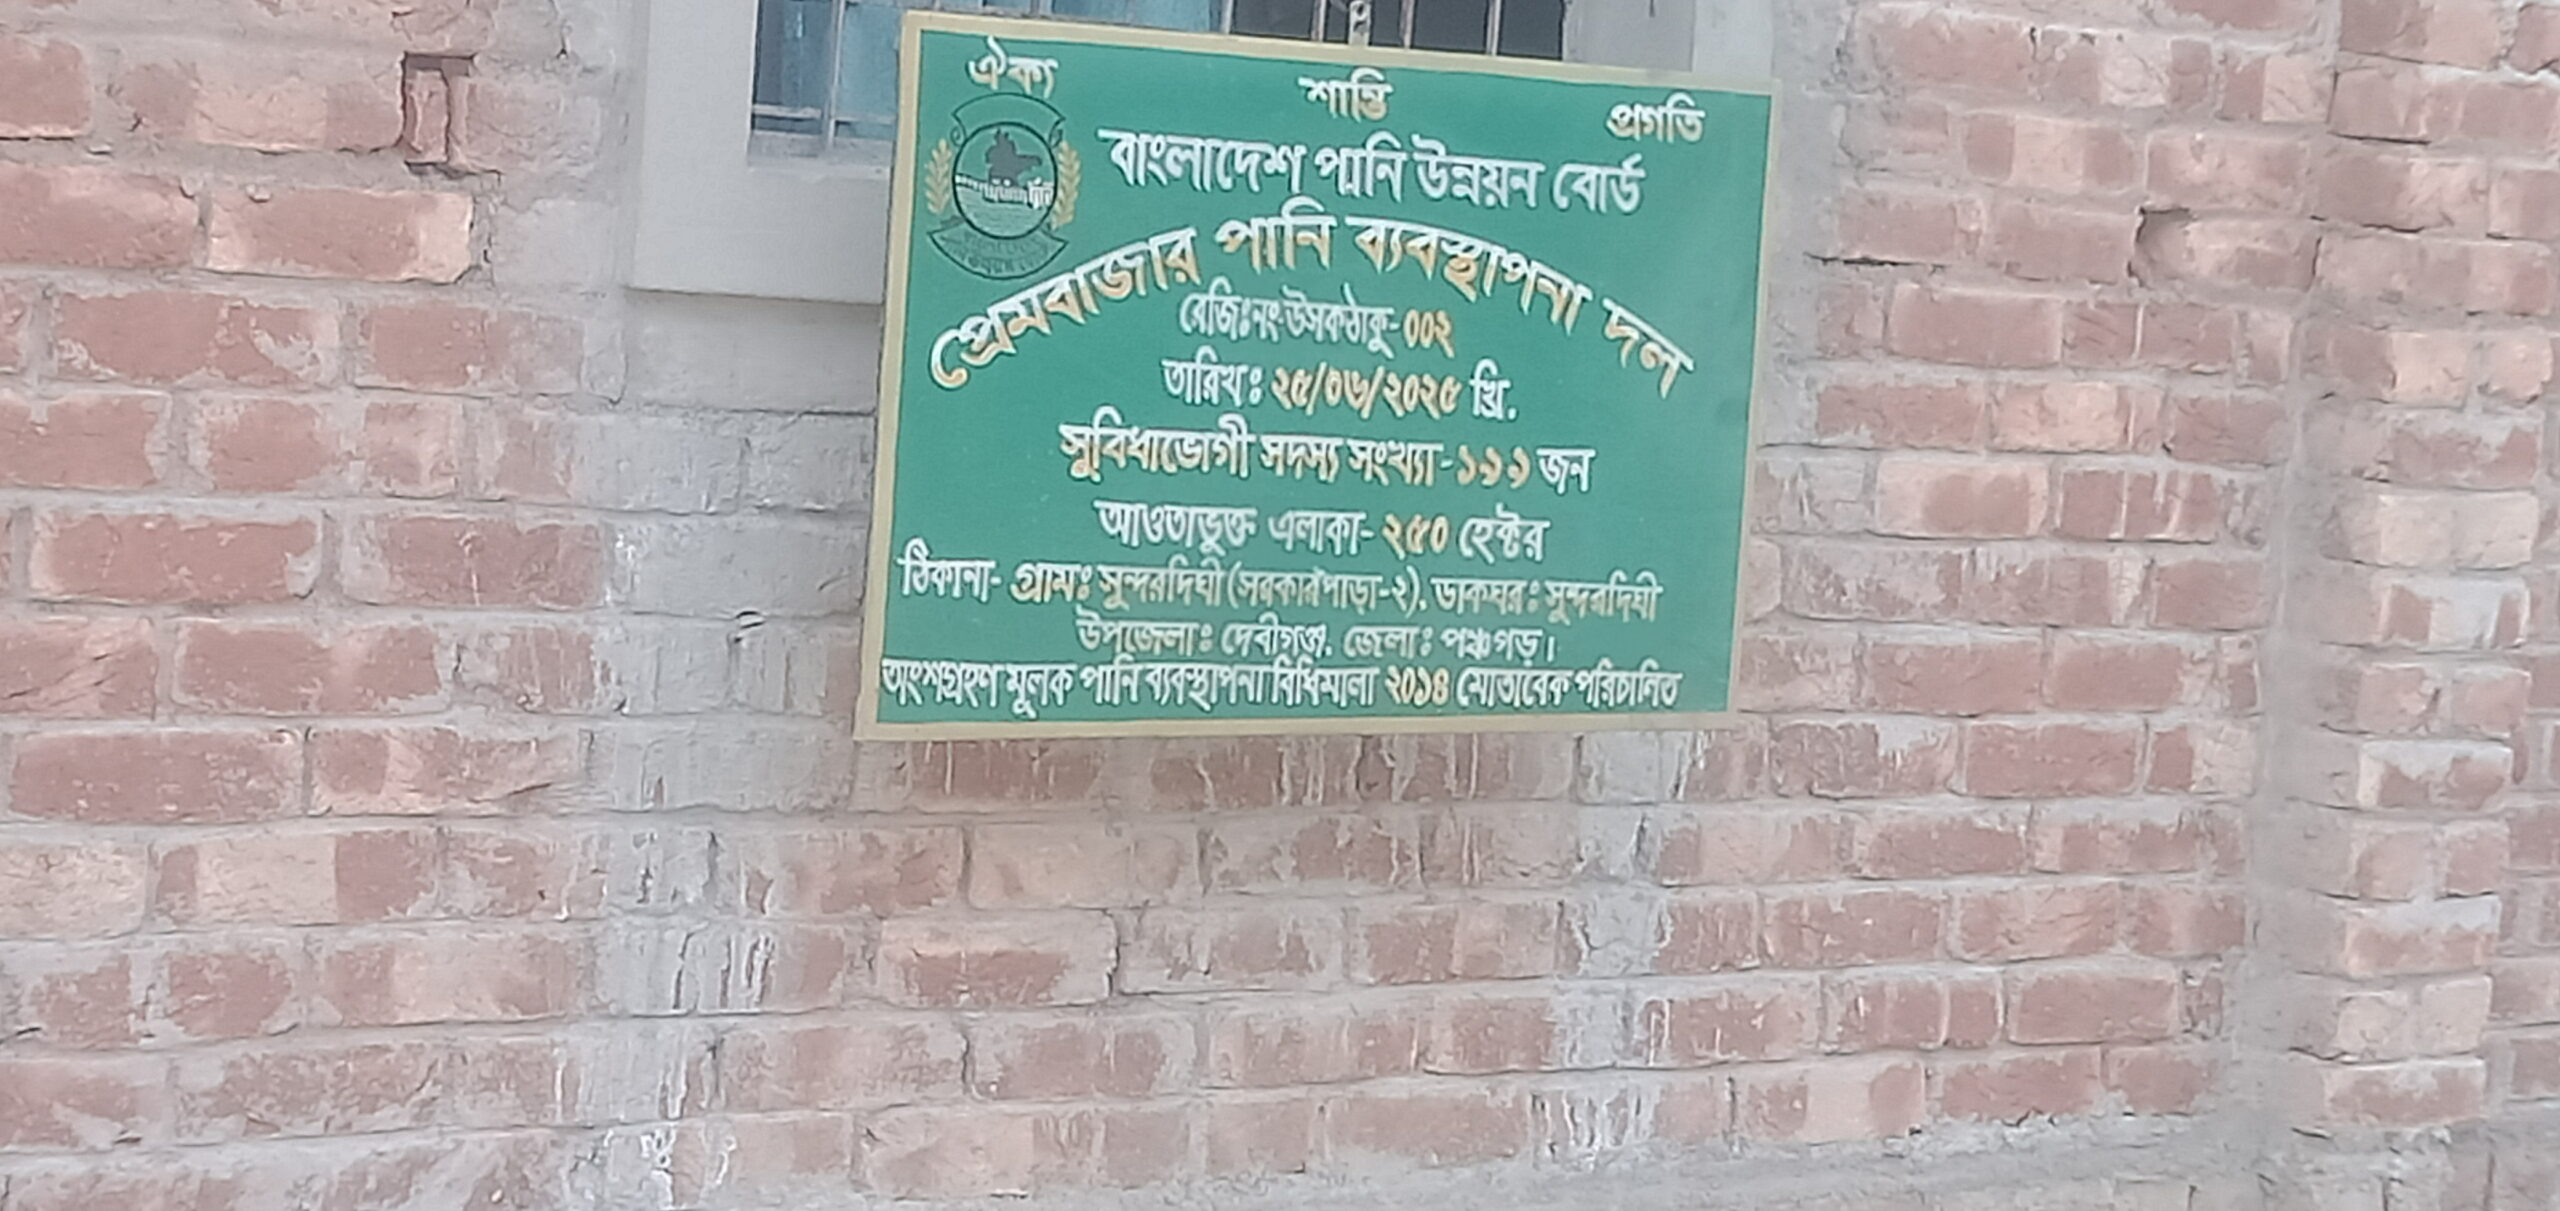 ঐক্য শান্তি প্রগতি
বাংলাদেশ পানি উন্নয়ন বোর্ড
প্রেমবাজার পানি ব্যবস্থাপনা দল
রেজিঃনং-উসকঠাকু-০০২
তারিখঃ ২৫/০৬/২০২৫ খ্রি.
সুবিধাভোগী সদস্য সংখ্যা-১৯৯ জন
আওতাভুক্ত এলাকা- ২৫০ হেক্টর
ঠিকানা- গ্রামঃ সুন্দরদিঘী (সরকারপাড়া-২), ডাকঘরঃ সুন্দরদিঘী
উপজেলাঃ দেবীগঞ্জ, জেলাঃ পঞ্চগড়।
অংশগ্রহণ মূলক পানি ব্যবস্থাপনা বিধিমালা ২০১৪ মোতাবেক পরিচালিত